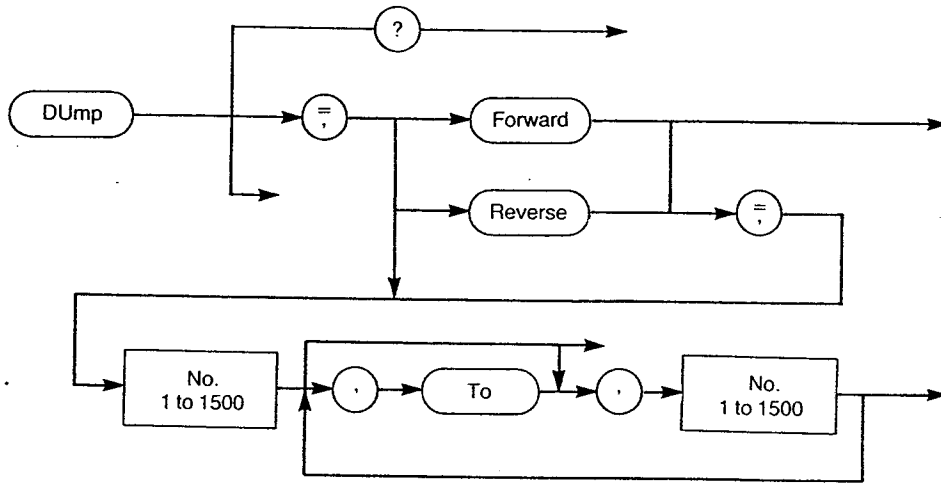 ?
DUmp
=
,
Forward
Reverse
=
,
No.
1 to 1500
,
To
,
No.
1 to 1500